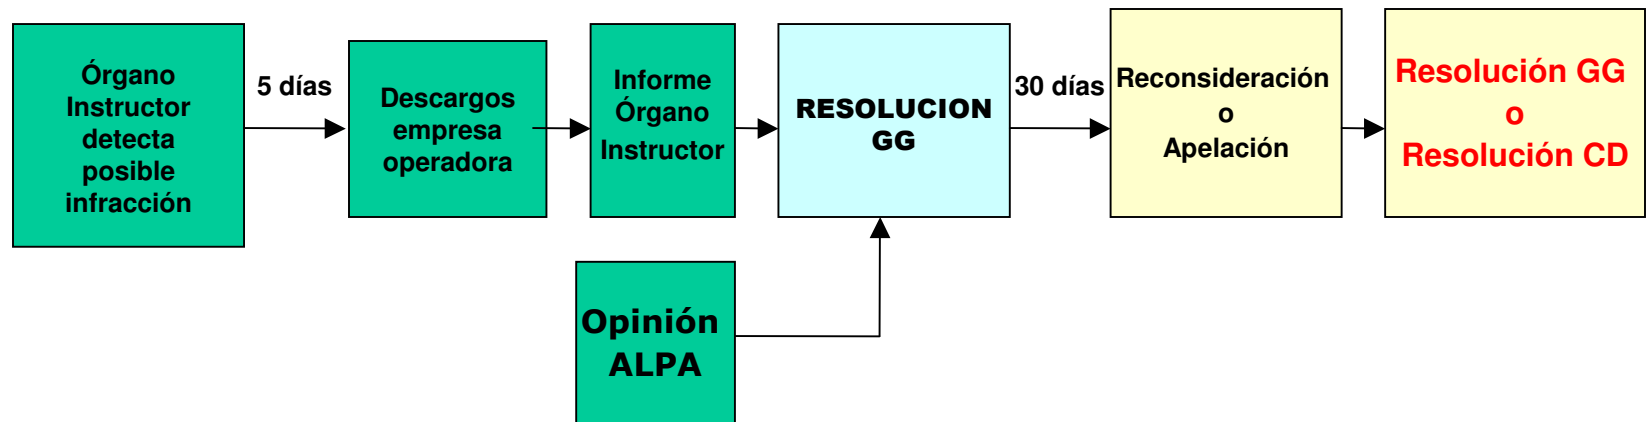 Órgano
Instructor
detecta
posible
infracción
5 días
Descargos
empresa
operadora
Informe
Órgano
Instructor
RESOLUCION
GG
30 días
Reconsideración
o
Apelación
Resolución GG
o
Resolución CD
Opinión
ALPA